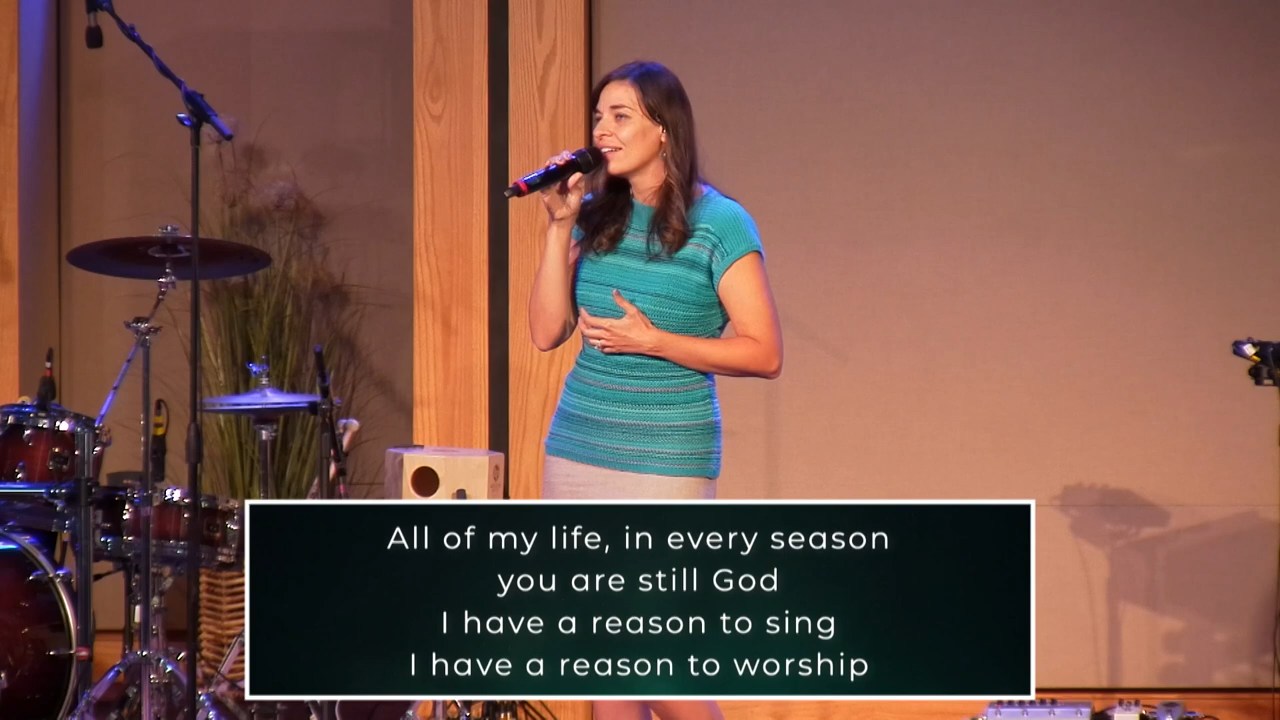 All of my life, in every season
you are still God
I have a reason to sing
I have a reason to worship